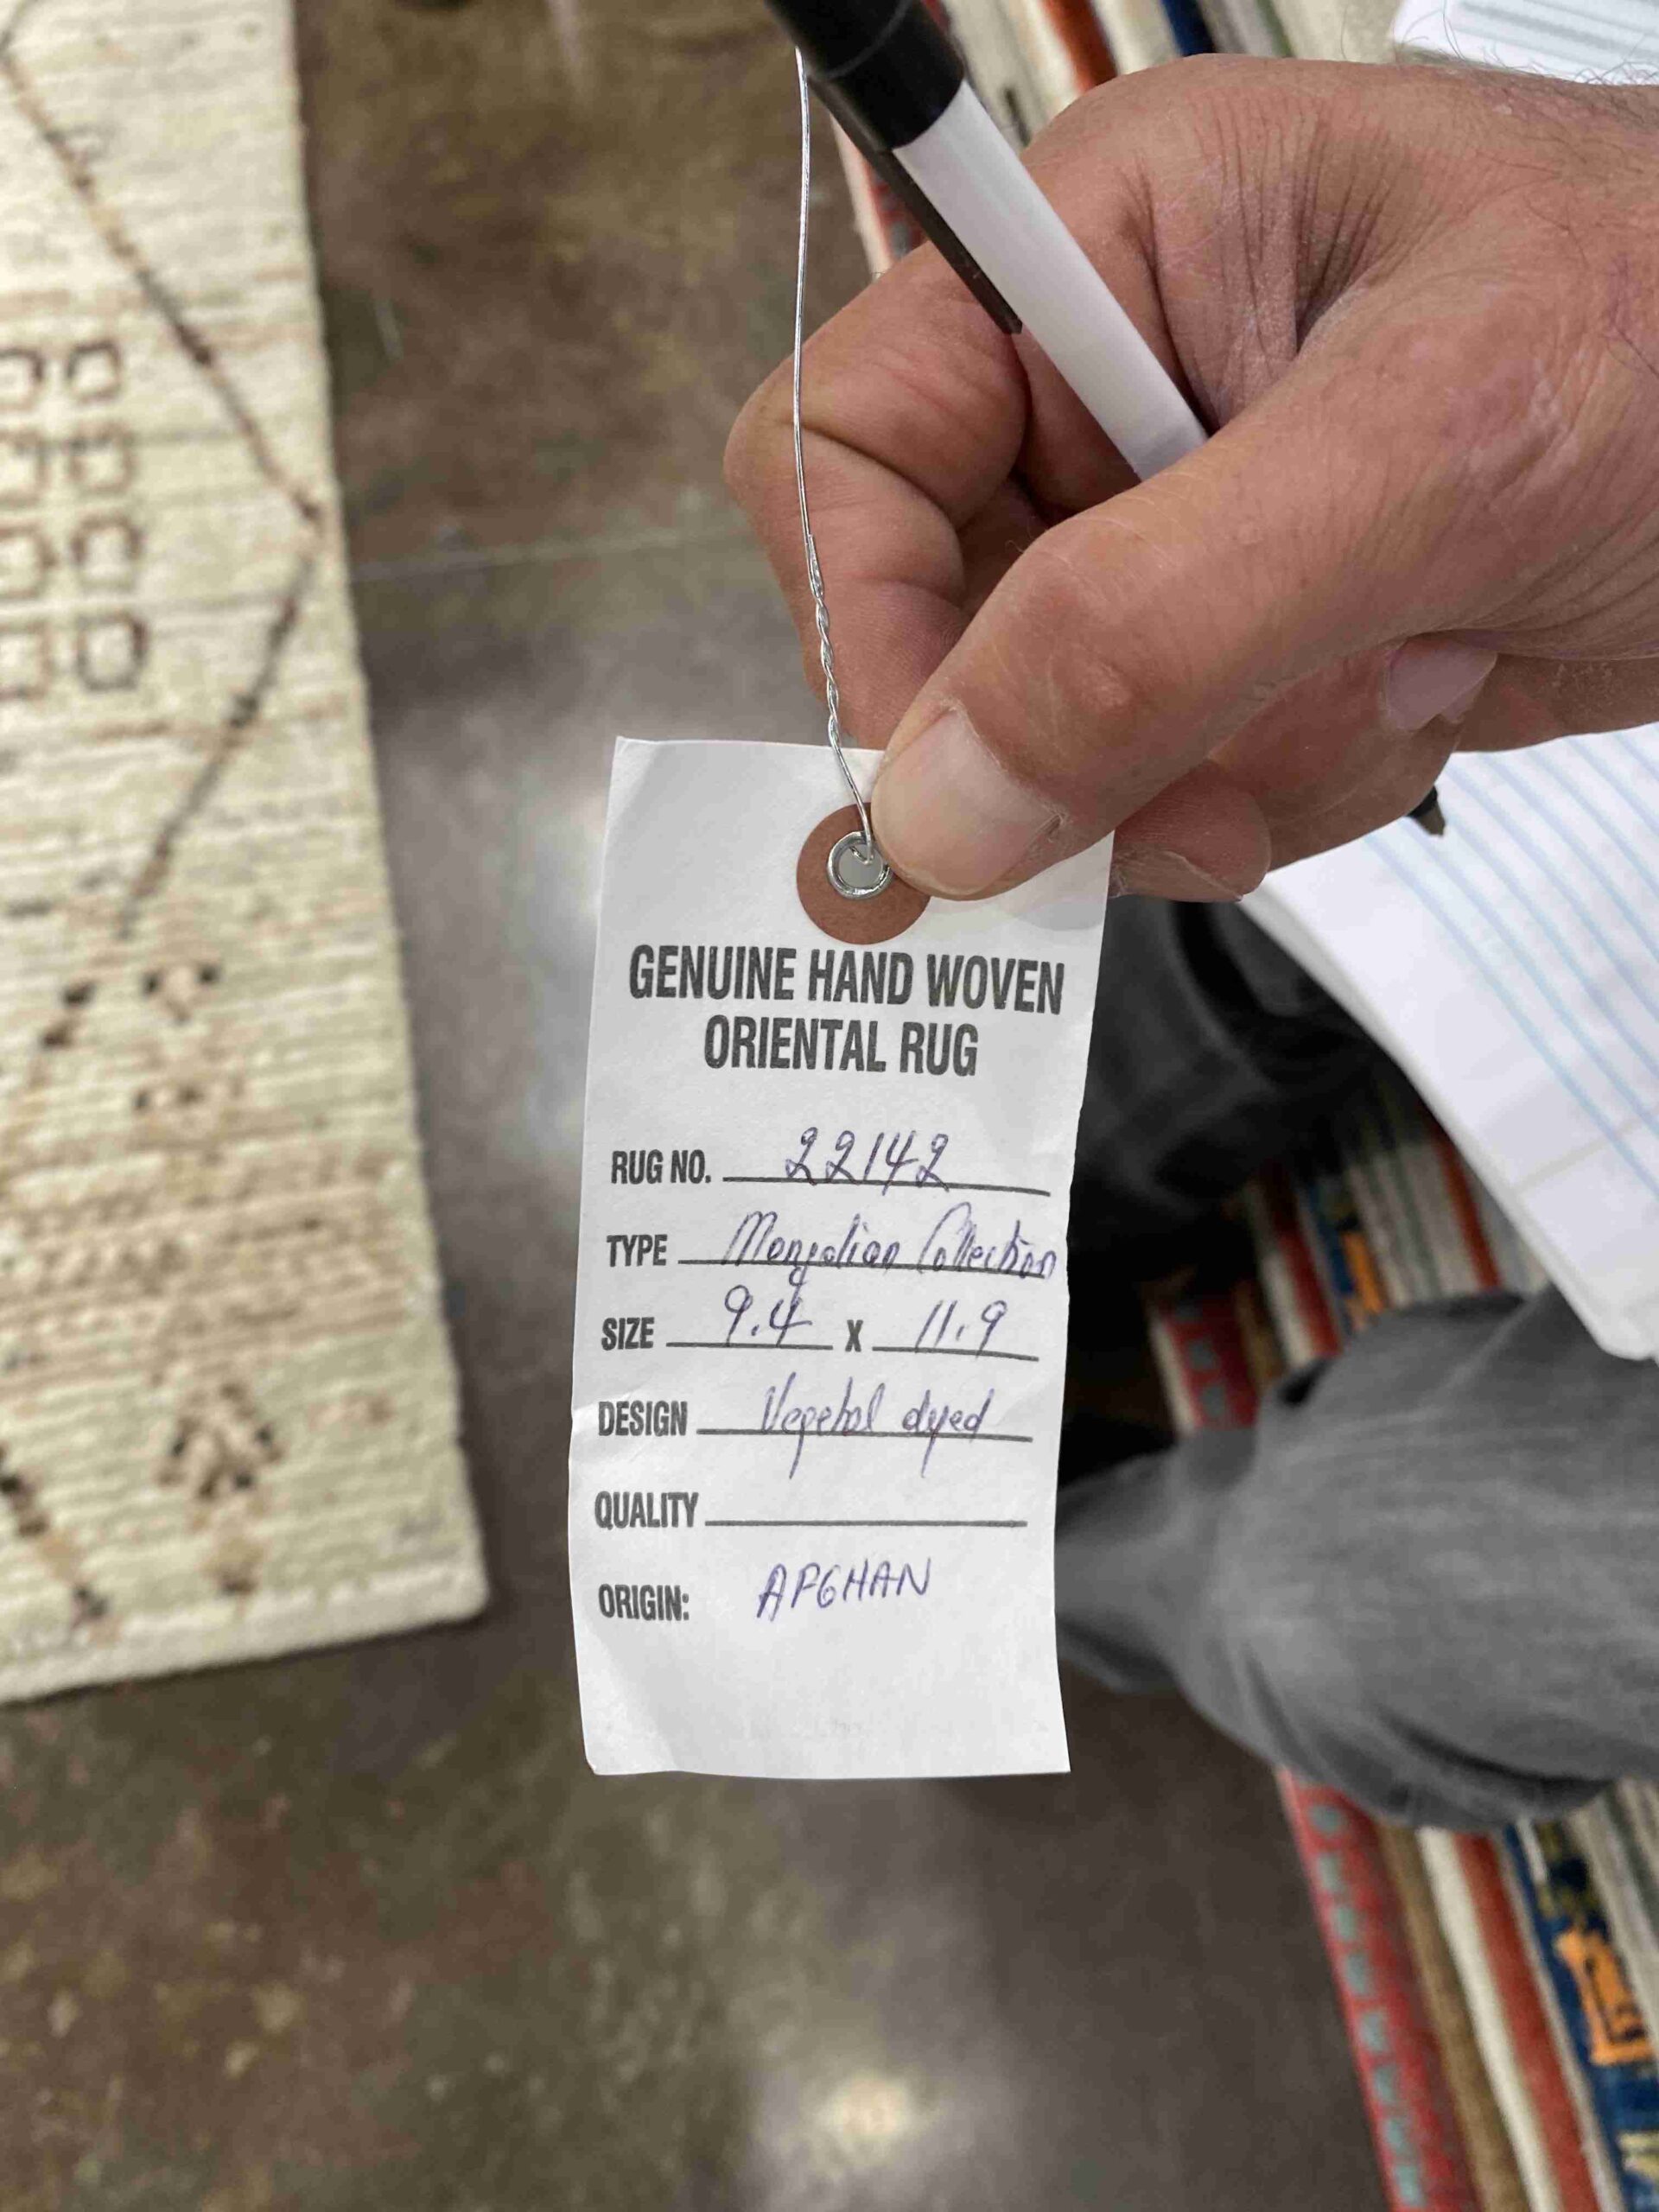 GENUINE HAND WOVEN
ORIENTAL RUG
RUG NO. 22142
TYPE Mongolian Collection
SIZE 9.4 X 11.9
DESIGN Vegetal dyed
QUALITY
ORIGIN: AFGHAN